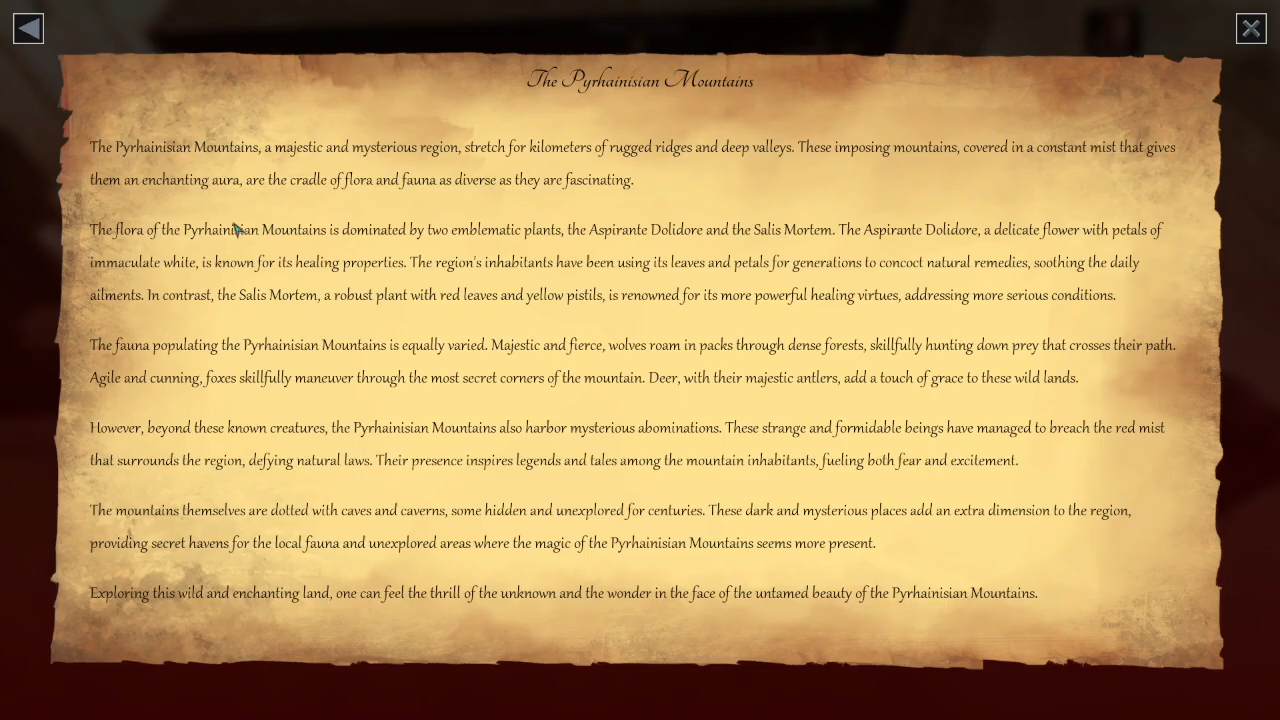 The Pyrhainisian Mountains
The Pyrhainisian Mountains, a majestic and mysterious region, stretch for kilometers of rugged ridges and deep valleys. These imposing mountains, covered in a constant mist that gives
them an enchanting aura, are the cradle of flora and fauna as diverse as they are fascinating.
The flora of the Pyrhainisian Mountains is dominated by two emblematic plants, the Aspirante Dolidore and the Salis Mortem. The Aspirante Dolidore, a delicate flower with petals of
immaculate white, is known for its healing properties. The region's inhabitants have been using its leaves and petals for generations to concoct natural remedies, soothing the daily
ailments. In contrast, the Salis Mortem, a robust plant with red leaves and yellow pistils, is renowned for its more powerful healing virtues, addressing more serious conditions.
The fauna populating the Pyrhainisian Mountains is equally varied. Majestic and fierce, wolves roam in packs through dense forests, skillfully hunting down prey that crosses their path.
Agile and cunning, foxes skillfully maneuver through the most secret corners of the mountain. Deer, with their majestic antlers, add a touch of grace to these wild lands.
However, beyond these known creatures, the Pyrhainisian Mountains also harbor mysterious abominations. These strange and formidable beings have managed to breach the red mist
that surrounds the region, defying natural laws. Their presence inspires legends and tales among the mountain inhabitants, fueling both fear and excitement.
The mountains themselves are dotted with caves and caverns, some hidden and unexplored for centuries. These dark and mysterious places add an extra dimension to the region,
providing secret havens for the local fauna and unexplored areas where the magic of the Pyrhainisian Mountains seems more present.
Exploring this wild and enchanting land, one can feel the thrill of the unknown and the wonder in the face of the untamed beauty of the Pyrhainisian Mountains.